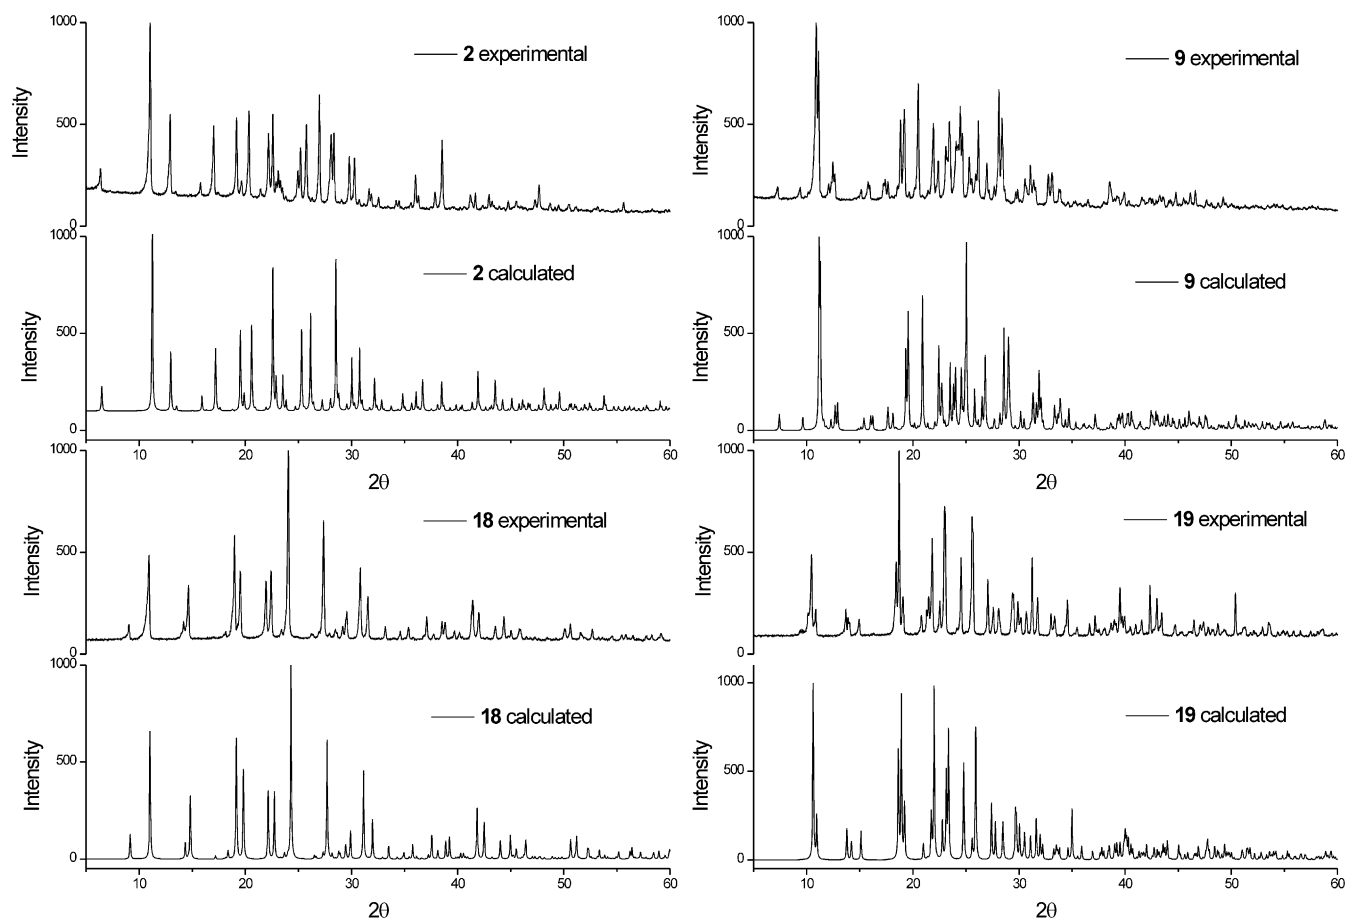 1000
500
0
Intensity
2 experimental
1000
500
0
Intensity
2 calculated
10 20 30 40 50 60
2θ
1000
500
0
Intensity
9 experimental
1000
500
0
Intensity
9 calculated
10 20 30 40 50 60
2θ
1000
500
0
Intensity
18 experimental
1000
500
0
Intensity
18 calculated
10 20 30 40 50 60
2θ
1000
500
0
Intensity
19 experimental
1000
500
0
Intensity
19 calculated
10 20 30 40 50 60
2θ